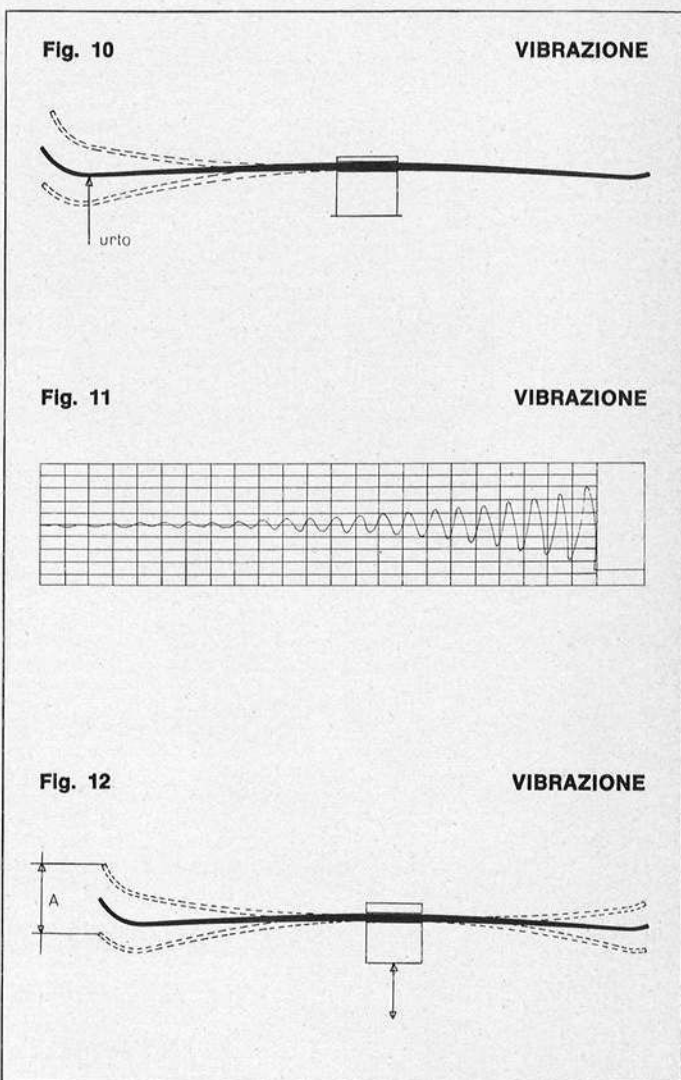 Fig. 10 VIBRAZIONE
urto
Fig. 11 VIBRAZIONE
Fig. 12 VIBRAZIONE
A